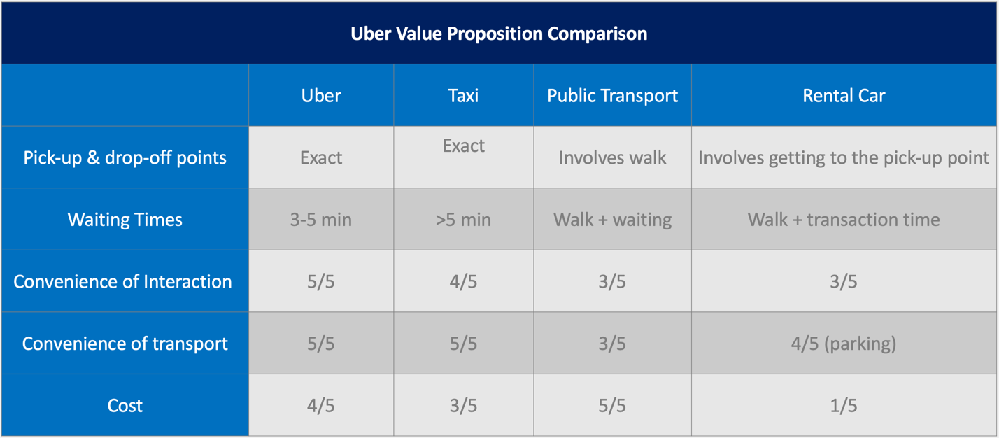 Uber Value Proposition Comparison
Uber Taxi Public Transport Rental Car
Pick-up & drop-off points Exact Exact Involves walk Involves getting to the pick-up point
Waiting Times 3-5 min >5 min Walk + waiting Walk + transaction time
Convenience of Interaction 5/5 4/5 3/5 3/5
Convenience of transport 5/5 5/5 3/5 4/5 (parking)
Cost 4/5 3/5 5/5 1/5